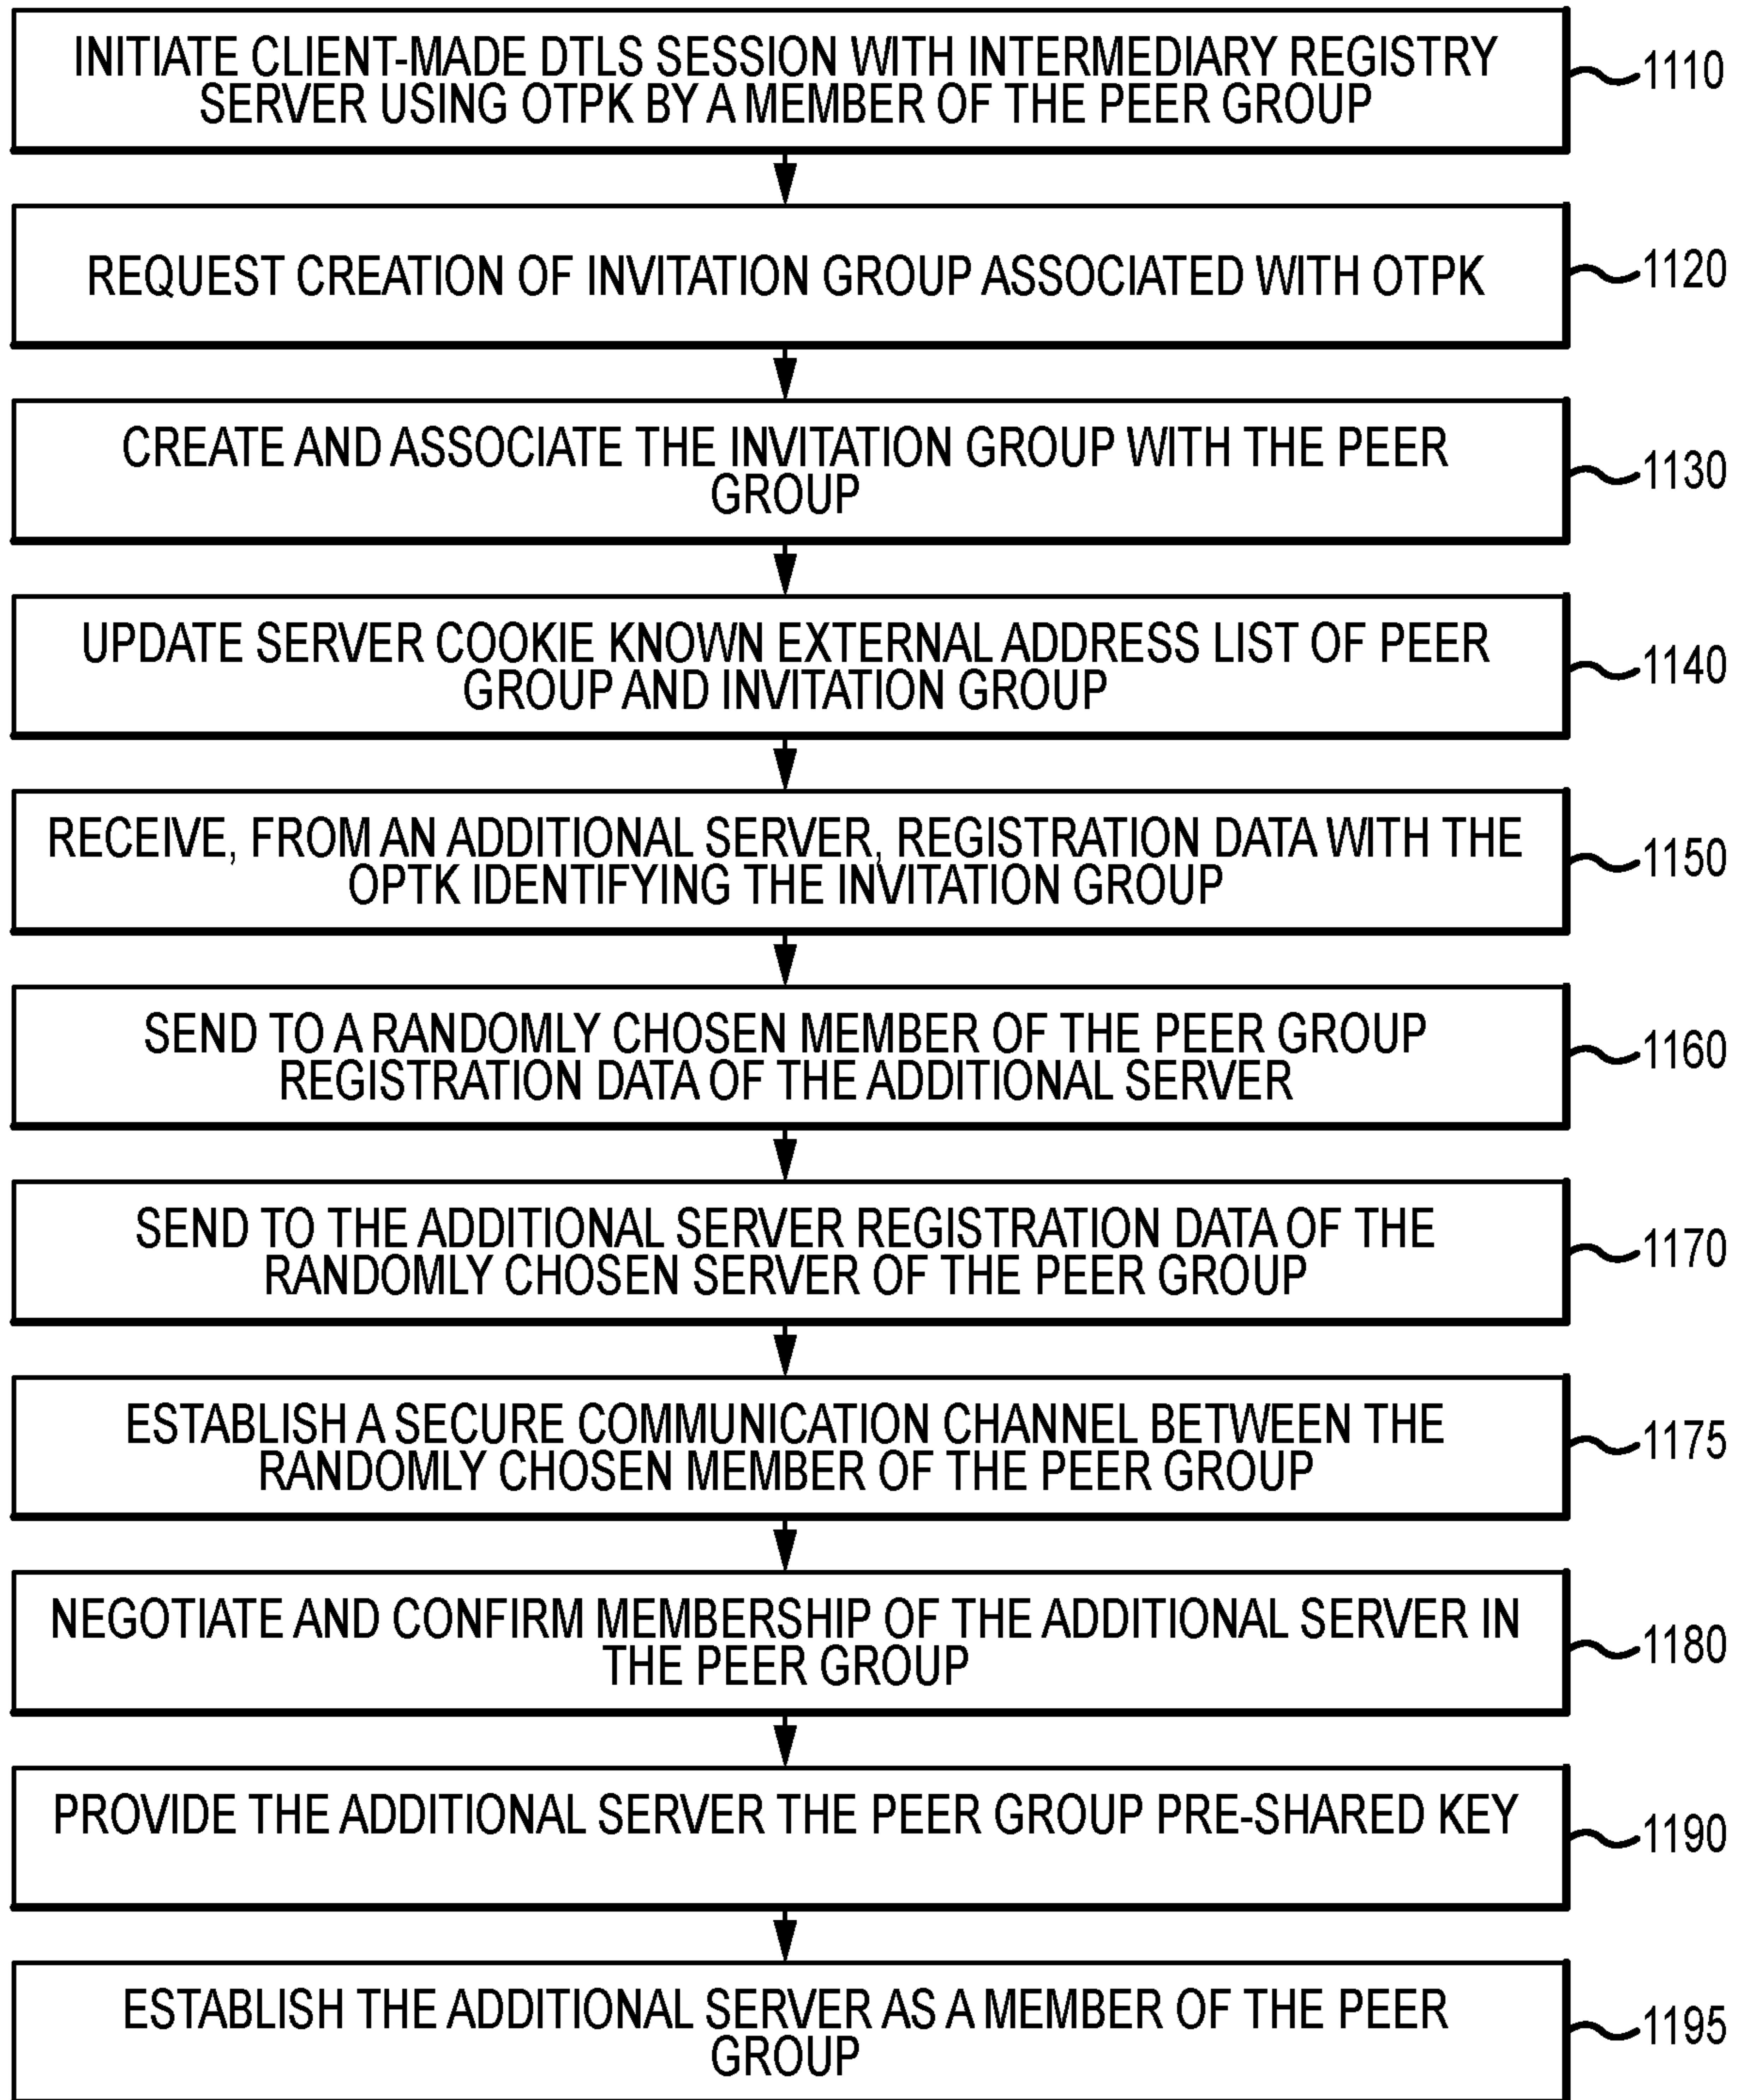 INITIATE CLIENT-MADE DTLS SESSION WITH INTERMEDIARY REGISTRY
SERVER USING OTPK BY A MEMBER OF THE PEER GROUP
1110
REQUEST CREATION OF INVITATION GROUP ASSOCIATED WITH OTPK
1120
CREATE AND ASSOCIATE THE INVITATION GROUP WITH THE PEER
GROUP
1130
UPDATE SERVER COOKIE KNOWN EXTERNAL ADDRESS LIST OF PEER
GROUP AND INVITATION GROUP
1140
RECEIVE, FROM AN ADDITIONAL SERVER, REGISTRATION DATA WITH THE
OPTK IDENTIFYING THE INVITATION GROUP
1150
SEND TO A RANDOMLY CHOSEN MEMBER OF THE PEER GROUP
REGISTRATION DATA OF THE ADDITIONAL SERVER
1160
SEND TO THE ADDITIONAL SERVER REGISTRATION DATA OF THE
RANDOMLY CHOSEN SERVER OF THE PEER GROUP
1170
ESTABLISH A SECURE COMMUNICATION CHANNEL BETWEEN THE
RANDOMLY CHOSEN MEMBER OF THE PEER GROUP
1175
NEGOTIATE AND CONFIRM MEMBERSHIP OF THE ADDITIONAL SERVER IN
THE PEER GROUP
1180
PROVIDE THE ADDITIONAL SERVER THE PEER GROUP PRE-SHARED KEY
1190
ESTABLISH THE ADDITIONAL SERVER AS A MEMBER OF THE PEER
GROUP
1195